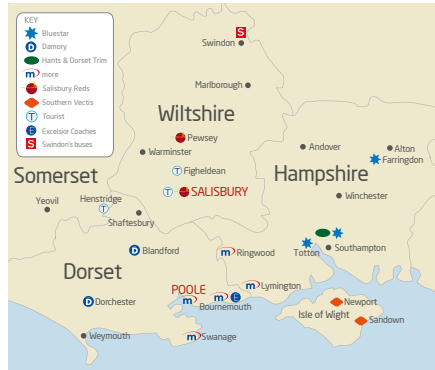 KEY
Bluestar
D Damory
Hants & Dorset Trim
m more
Salisbury Reds
Southern Vectis
T Tourist
E Excelsior Coaches
S Swindon's buses
S
Swindon
Marlborough
Wiltshire
Pewsey
Warminster
Andover
Alton
Farringdon
T Figheldean
Hampshire
Somerset
T SALISBURY
Winchester
Yeovil
Henstridge
T
Shaftesbury
D Blandford
m Ringwood
Totton
Southampton
Dorset
POOLE
m
m Lymington
D Dorchester
m E
Bournemouth
Newport
Isle of Wight
Sandown
Weymouth
m Swanage